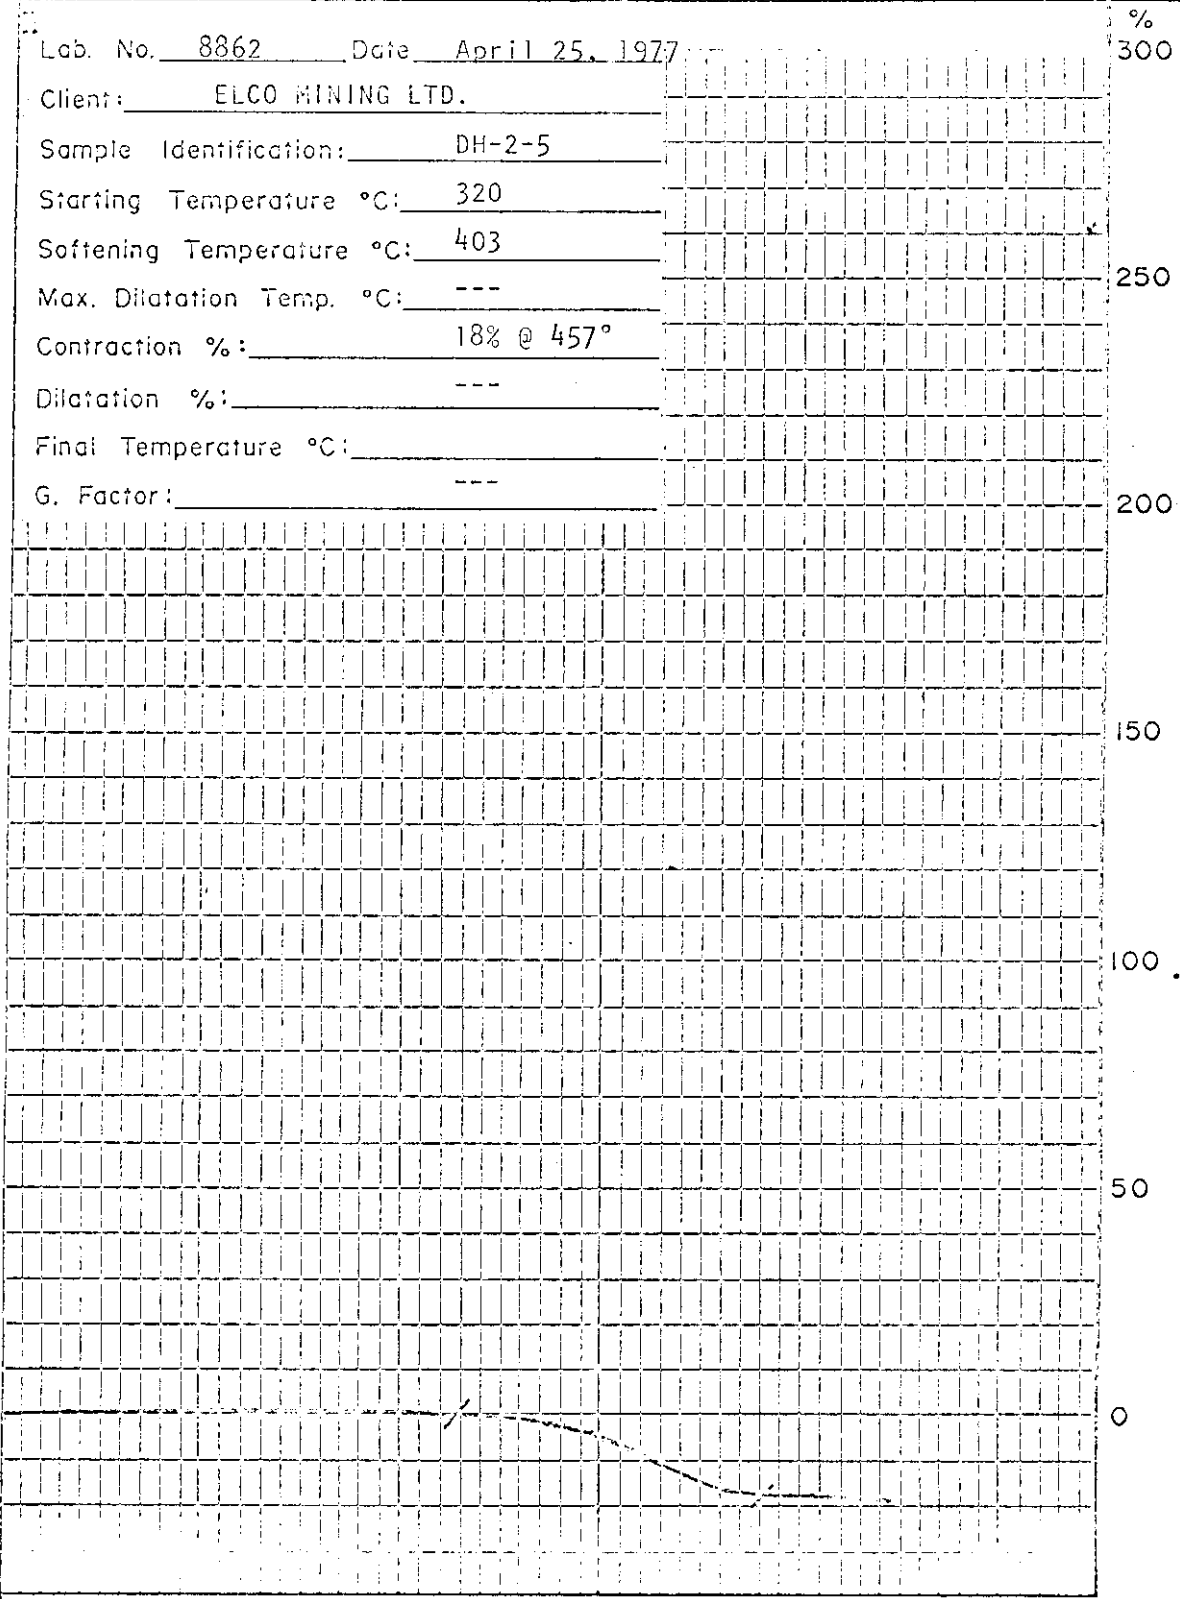 Lab. No. 8862 Date April 25, 1977
Client: ELCO MINING LTD.
Sample Identification: DH-2-5
Starting Temperature °C: 320
Softening Temperature °C: 403
Max. Dilatation Temp. °C: ---
Contraction %: 18% @ 457°
Dilatation %: ---
Final Temperature °C:
G. Factor: ---
%
300
250
200
150
100
50
0